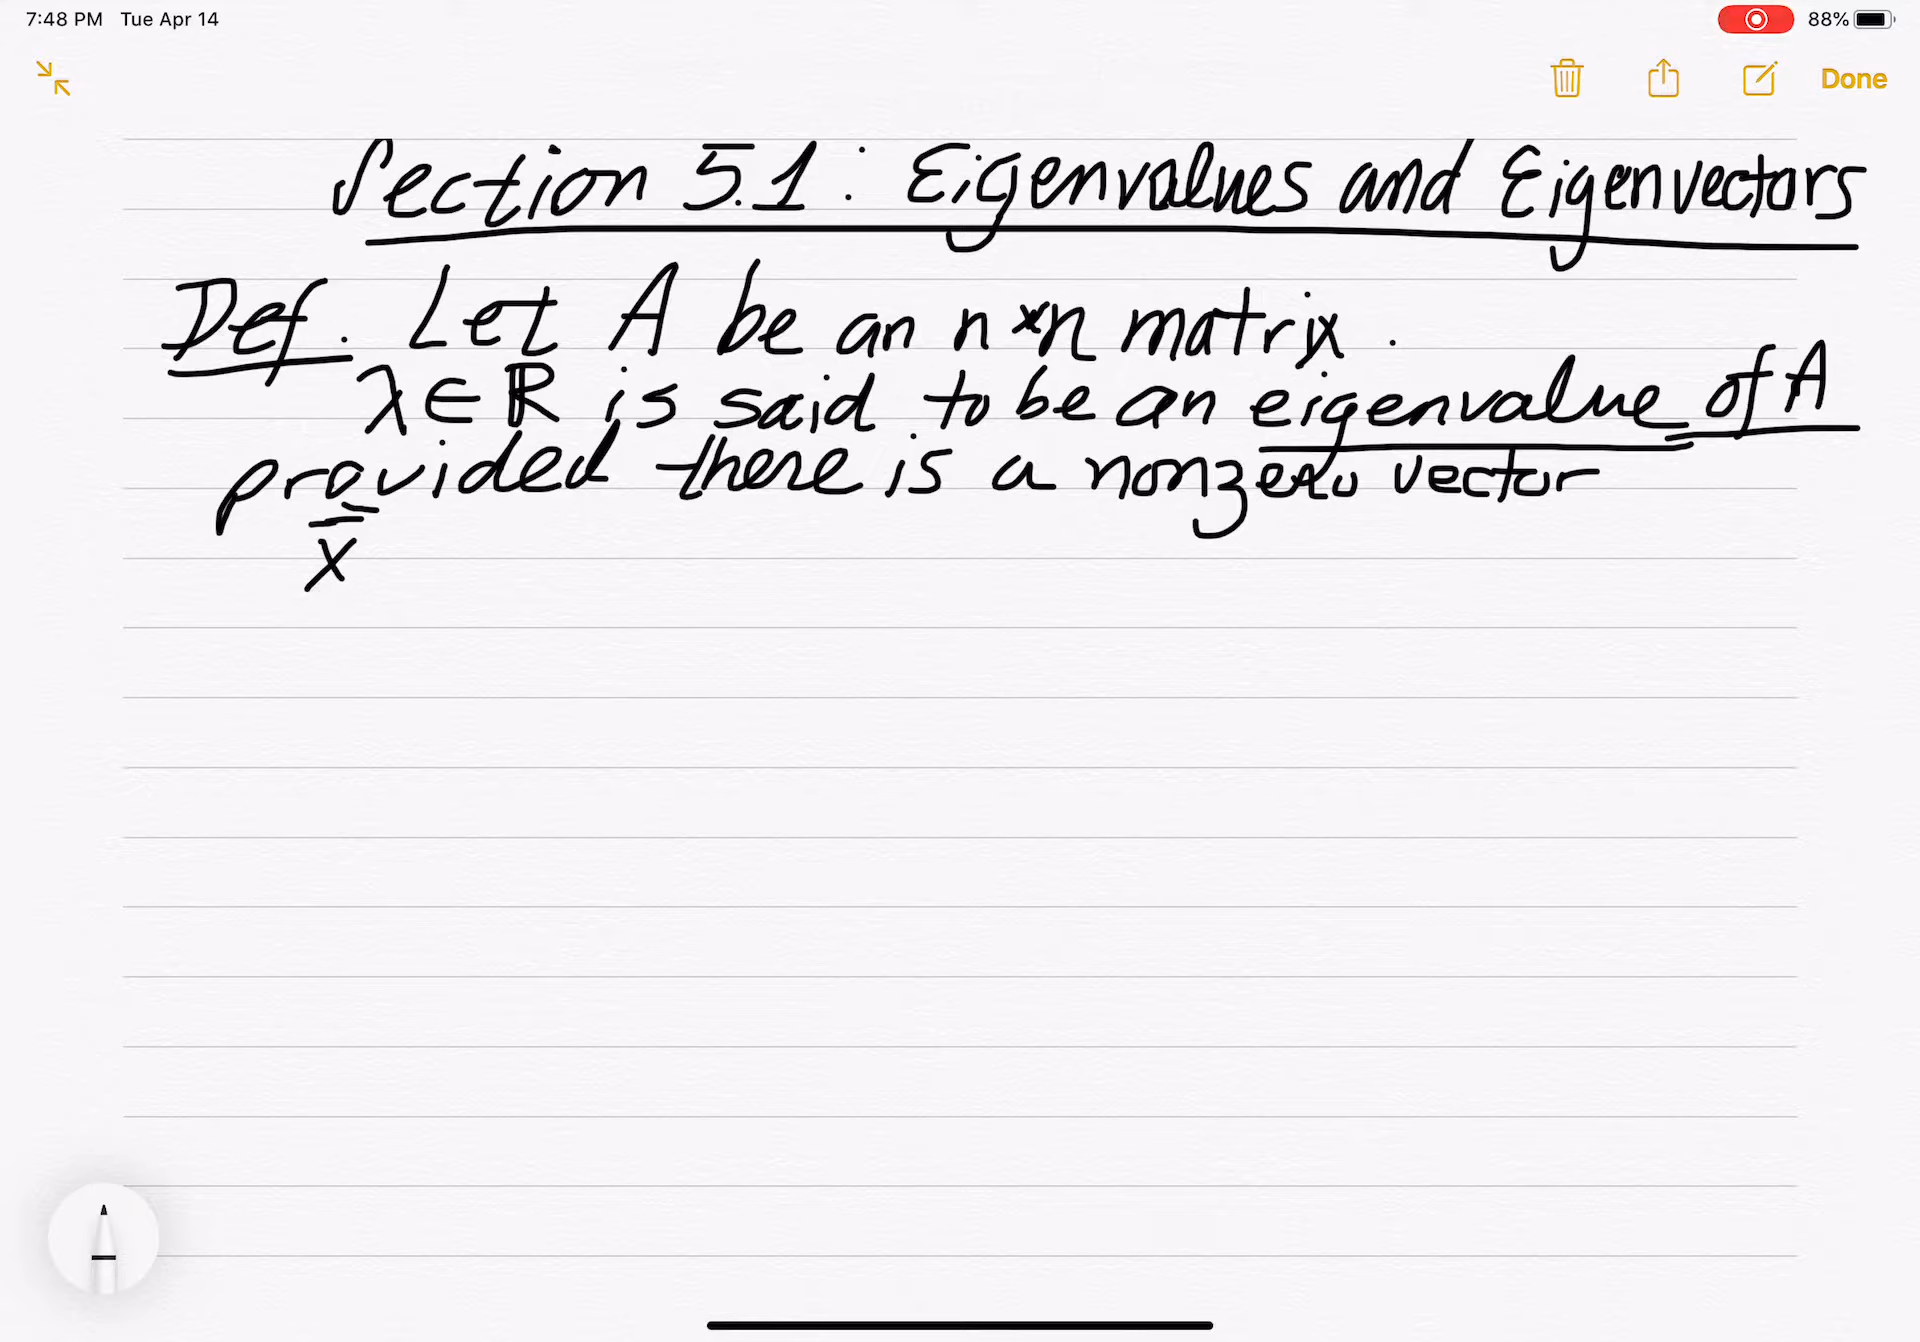 7:48 PM Tue Apr 14
88%
Done
Section 5.1: Eigenvalues and Eigenvectors
Def. Let A be an n×n matrix.
λ∈ℝ is said to be an eigenvalue of A
provided there is a nonzero vector
x